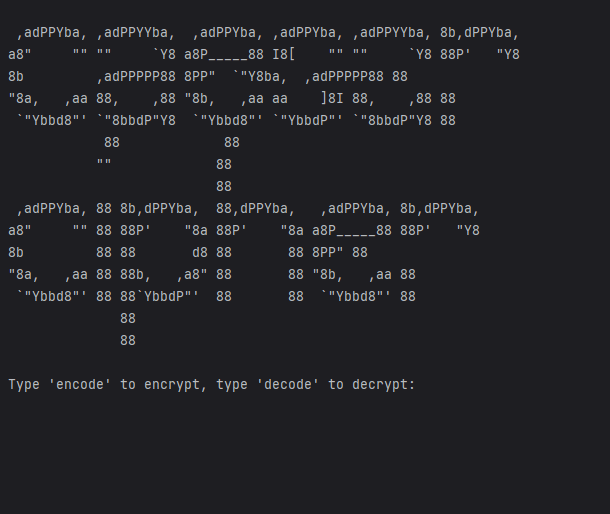 ,adPPYba, ,adPPYYba,  ,adPPYba, ,adPPYba, ,adPPYYba, 8b,dPPYba,
a8"     "" ""     `Y8 a8P_____88 I8[    "" ""     `Y8 88P'   "Y8
8b         ,adPPPPP88 8PP"  `"Y8ba,  ,adPPPPP88 88
"8a,   ,aa 88,    ,88 "8b,   ,aa aa    ]8I 88,    ,88 88
 `"Ybbd8"' `"8bbdP"Y8  `"Ybbd8"' `"YbbdP"' `"8bbdP"Y8 88
            88             88
           ""             88
                          88
 ,adPPYba, 88 8b,dPPYba,  88,dPPYba,   ,adPPYba, 8b,dPPYba,
a8"     "" 88 88P'    "8a 88P'    "8a a8P_____88 88P'   "Y8
8b         88 88       d8 88       88 8PP" 88
"8a,   ,aa 88 88b,   ,a8" 88       88 "8b,   ,aa 88
 `"Ybbd8"' 88 88`YbbdP"'  88       88  `"Ybbd8"' 88
              88
              88
Type 'encode' to encrypt, type 'decode' to decrypt: